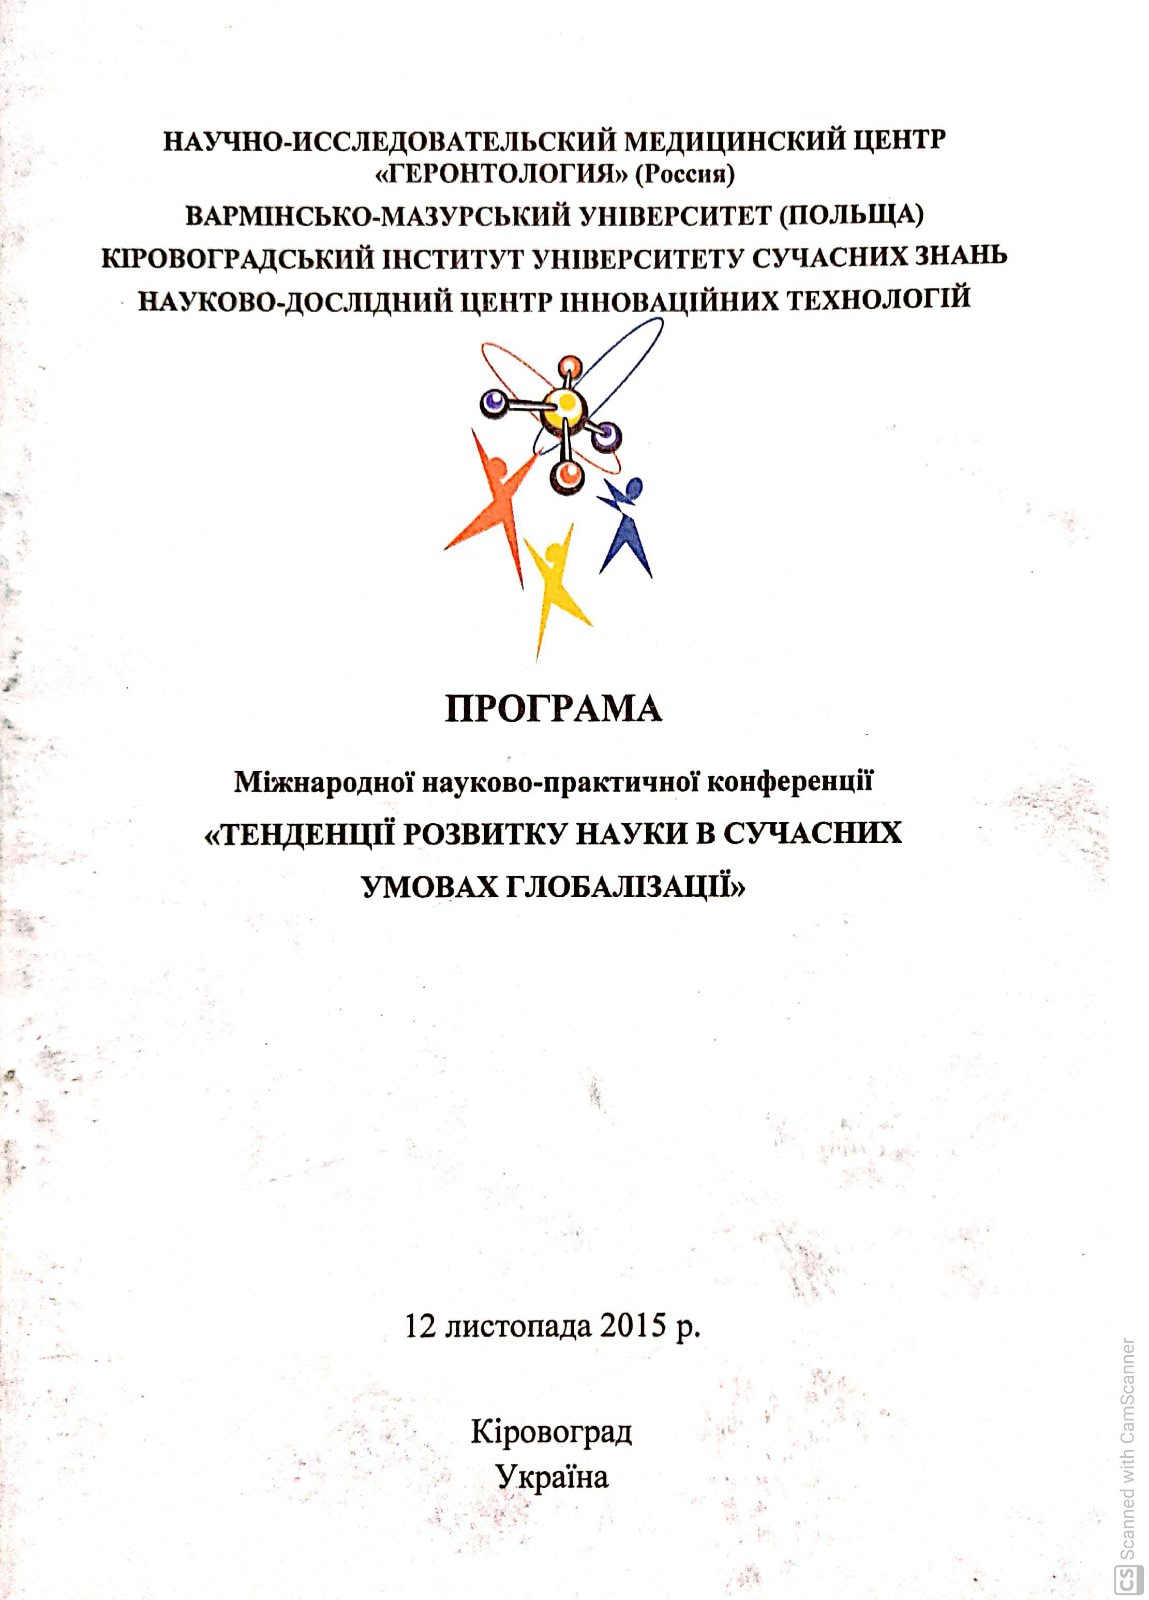 НАУЧНО-ИССЛЕДОВАТЕЛЬСКИЙ МЕДИЦИНСКИЙ ЦЕНТР
«ГЕРОНТОЛОГИЯ» (Россия)
ВАРМІНСЬКО-МАЗУРСЬКИЙ УНІВЕРСИТЕТ (ПОЛЬЩА)
КІРОВОГРАДСЬКИЙ ІНСТИТУТ УНІВЕРСИТЕТУ СУЧАСНИХ ЗНАНЬ
НАУКОВО-ДОСЛІДНИЙ ЦЕНТР ІННОВАЦІЙНИХ ТЕХНОЛОГІЙ
ПРОГРАМА
Міжнародної науково-практичної конференції
«ТЕНДЕНЦІЇ РОЗВИТКУ НАУКИ В СУЧАСНИХ
УМОВАХ ГЛОБАЛІЗАЦІЇ»
12 листопада 2015 р.
Кіровоград
Україна
CS Scanned with CamScanner